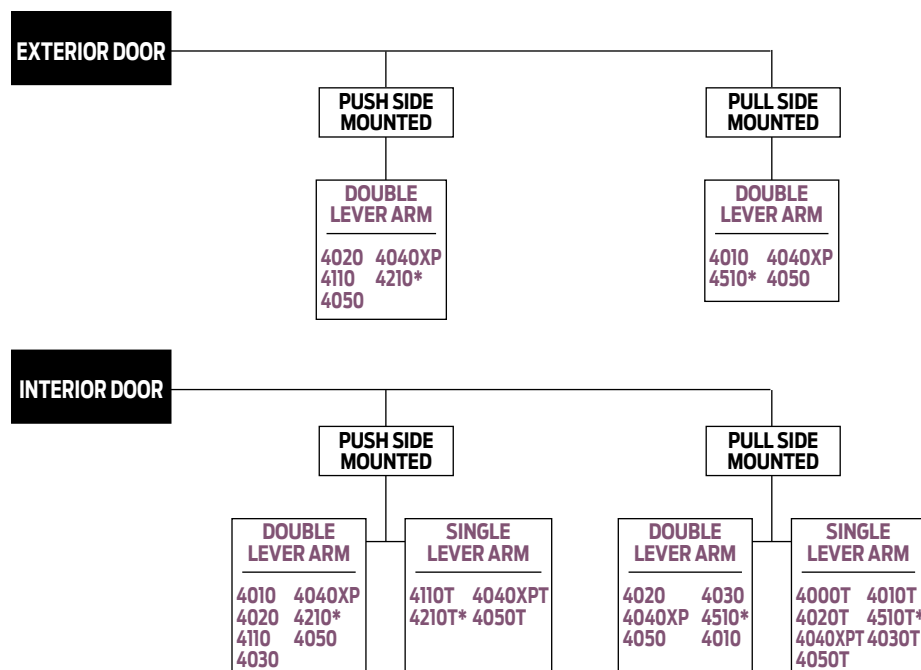 EXTERIOR DOOR
PUSH SIDE
MOUNTED
PULL SIDE
MOUNTED
DOUBLE
LEVER ARM
4020 4040XP
4110 4210*
4050
DOUBLE
LEVER ARM
4010 4040XP
4510* 4050
INTERIOR DOOR
PUSH SIDE
MOUNTED
PULL SIDE
MOUNTED
DOUBLE
LEVER ARM
4010 4040XP
4020 4210*
4110 4050
4030
SINGLE
LEVER ARM
4110T 4040XPT
4210T* 4050T
DOUBLE
LEVER ARM
4020 4030
4040XP 4510*
4050 4010
SINGLE
LEVER ARM
4000T 4010T
4020T 4510T*
4040XPT 4030T
4050T